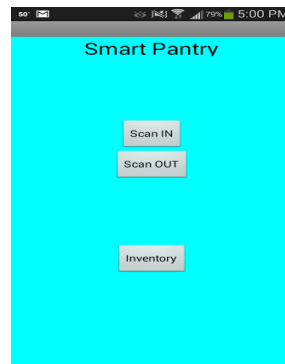 50° 79% 5:00 PM
Smart Pantry
Scan IN
Scan OUT
Inventory